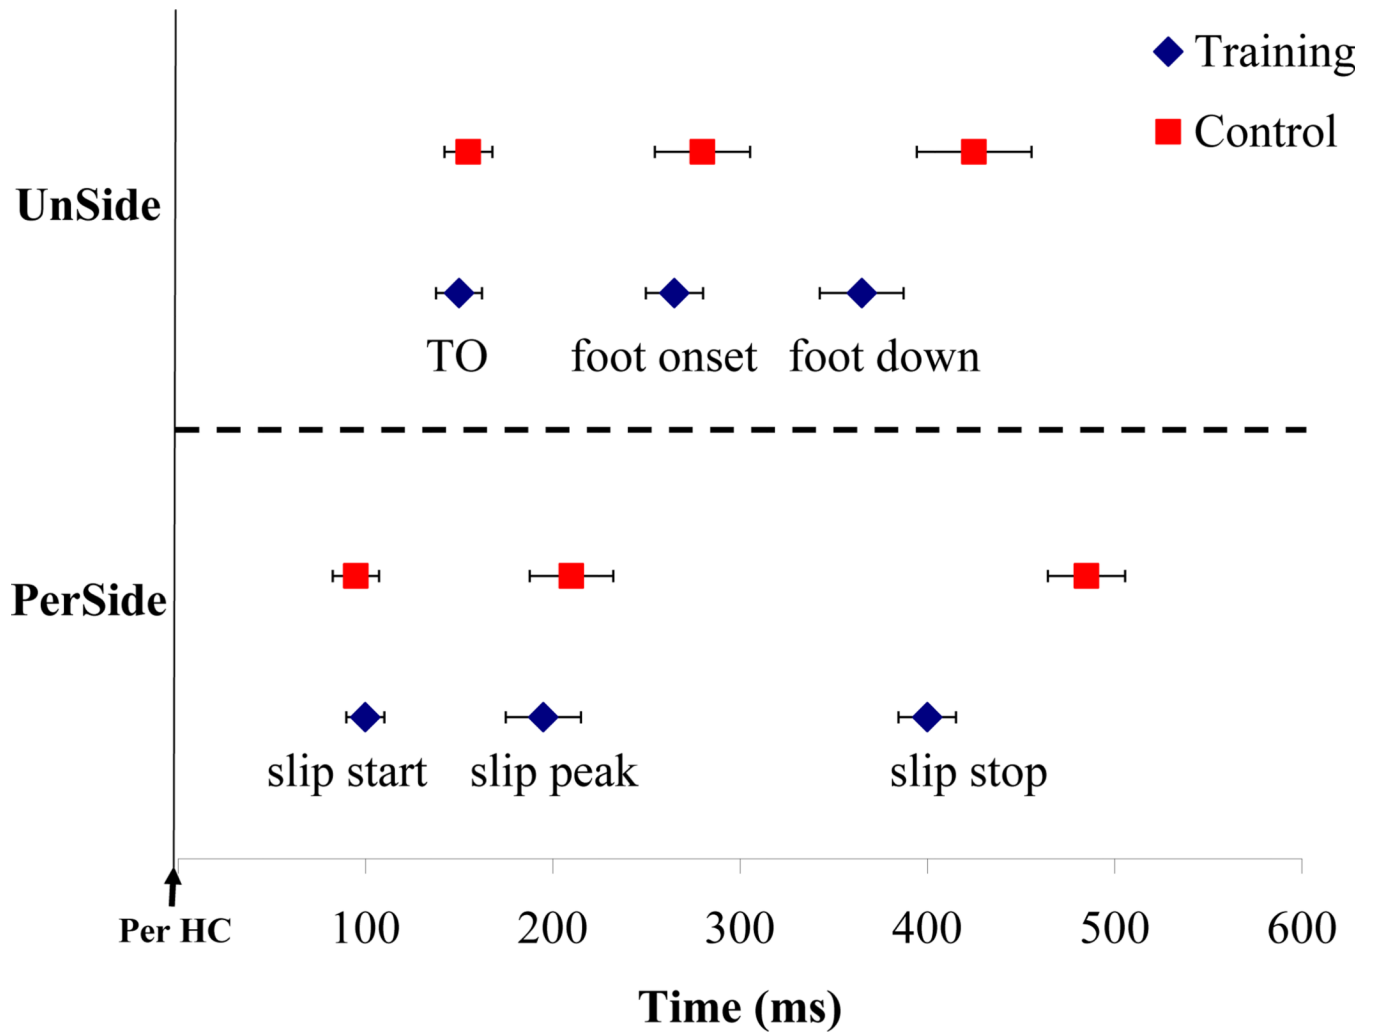 Training
Control
UnSide
TO
foot onset
foot down
PerSide
slip start
slip peak
slip stop
Per HC
100
200
300
400
500
600
Time (ms)